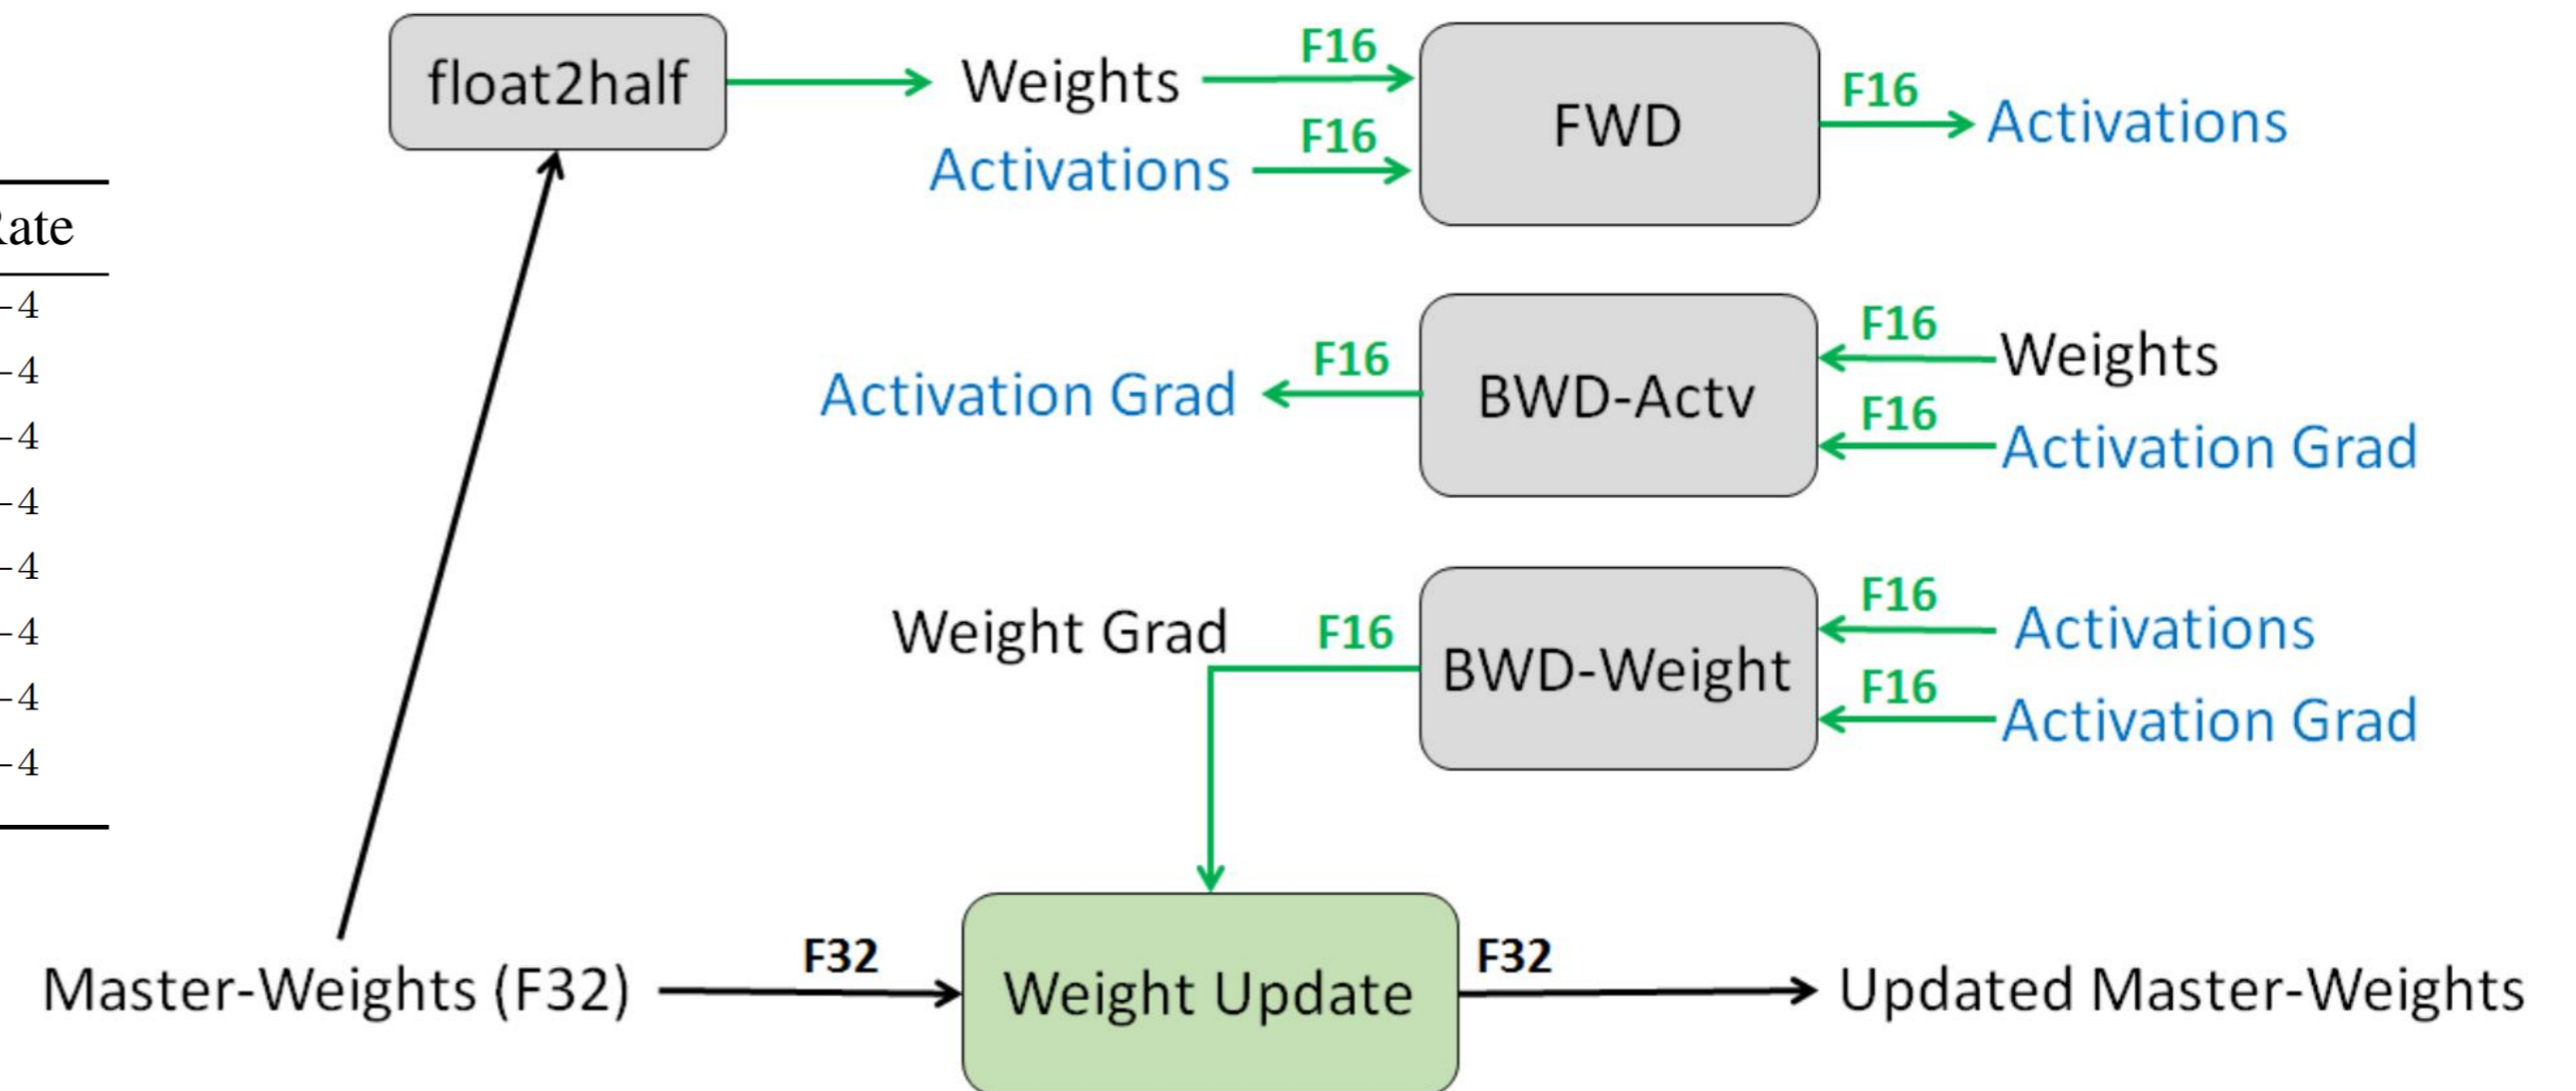 float2half
Weights
F16
Activations
F16
FWD
F16
Activations
Activation Grad
F16
BWD-Actv
F16
Weights
F16
Activation Grad
Weight Grad
F16
BWD-Weight
F16
Activations
F16
Activation Grad
Master-Weights (F32)
F32
Weight Update
F32
Updated Master-Weights
-4
-4
-4
-4
-4
-4
-4
-4